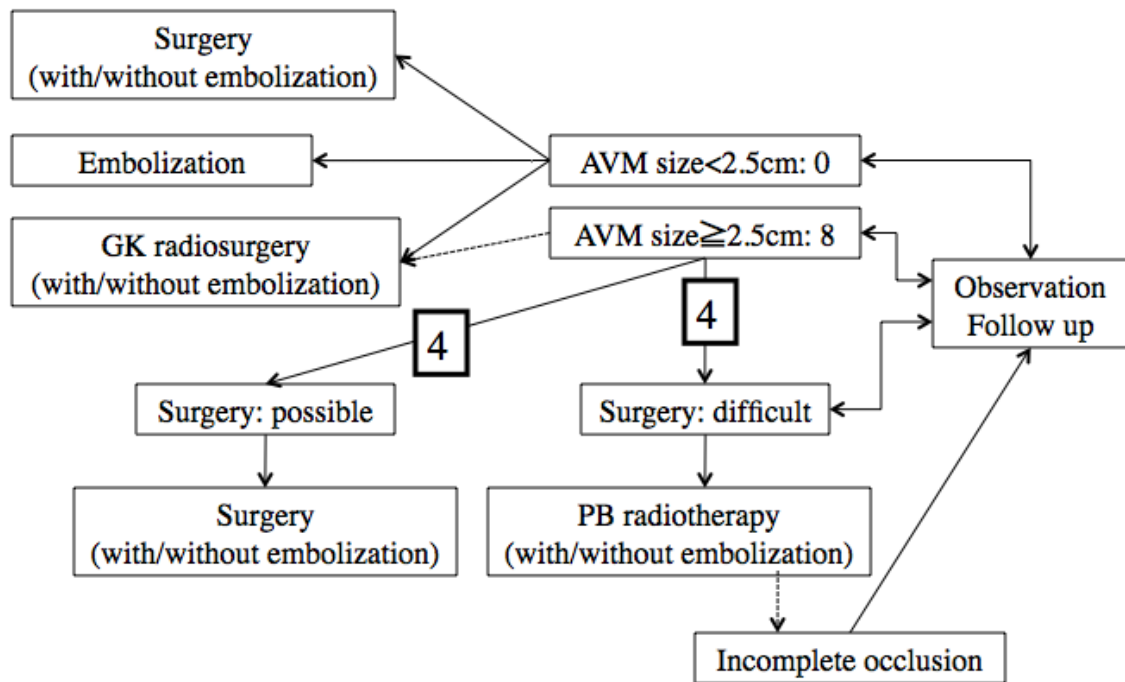 Surgery
(with/without embolization)
Embolization
AVM size<2.5cm: 0
GK radiosurgery
(with/without embolization)
AVM size≧2.5cm: 8
Observation
Follow up
4
4
Surgery: possible
Surgery: difficult
Surgery
(with/without embolization)
PB radiotherapy
(with/without embolization)
Incomplete occlusion